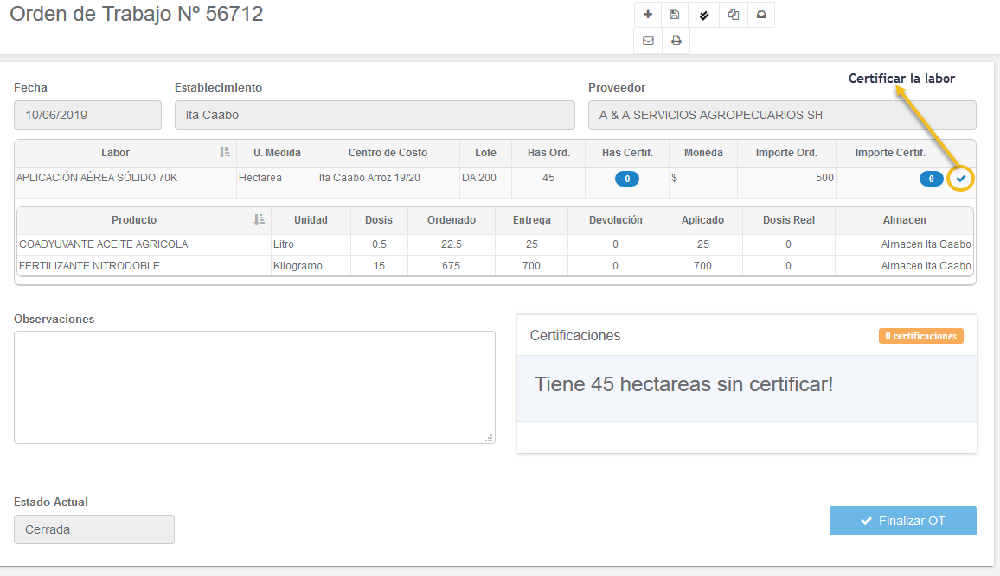 Orden de Trabajo Nº 56712
Certificar la labor
Fecha Establecimiento Proveedor
10/06/2019 Ita Caabo A & A SERVICIOS AGROPECUARIOS SH
Labor U. Medida Centro de Costo Lote Has Ord. Has Certif. Moneda Importe Ord. Importe Certif.
APLICACIÓN AÉREA SÓLIDO 70K Hectarea Ita Caabo Arroz 19/20 DA 200 45 0 $ 500 0
Producto Unidad Dosis Ordenado Entrega Devolución Aplicado Dosis Real Almacen
COADYUVANTE ACEITE AGRICOLA Litro 0.5 22.5 25 0 25 0 Almacen Ita Caabo
FERTILIZANTE NITRODOBLE Kilogramo 15 675 700 0 700 0 Almacen Ita Caabo
Observaciones
Certificaciones 0 certificaciones
Tiene 45 hectareas sin certificar!
Estado Actual
Cerrada
Finalizar OT